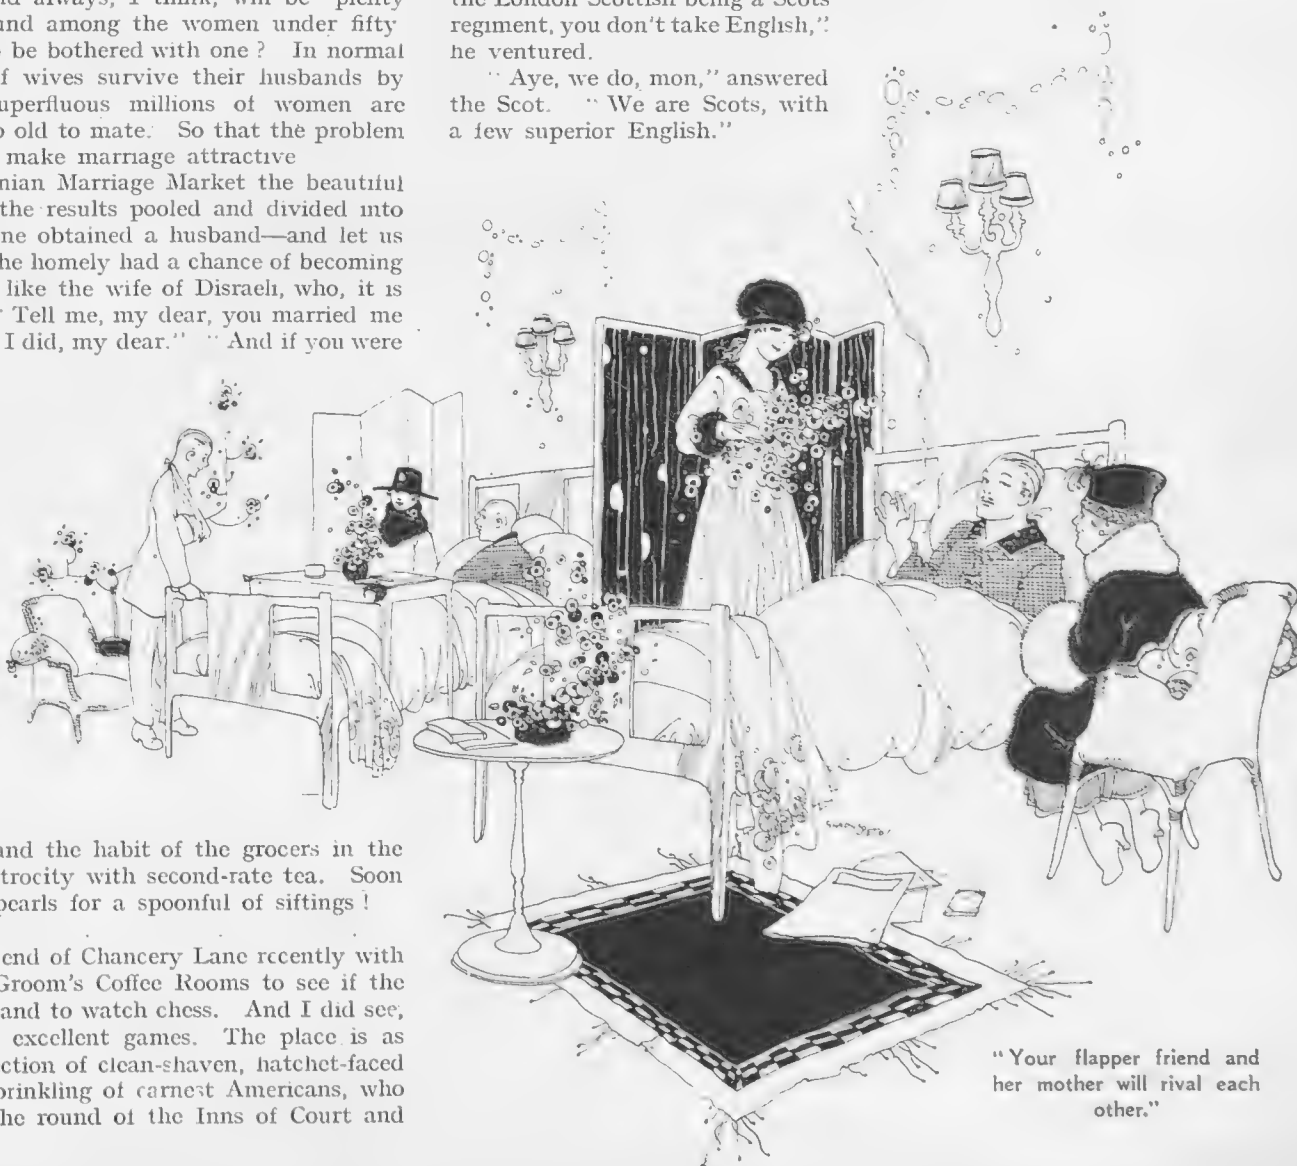 and always, I think, will be plenty
und among the women under fifty
be bothered with one ? In normal
f wives survive their husbands by
uperfluous millions of women are
o old to mate. So that the problem
make marriage attractive
nian Marriage Market the beautiful
the results pooled and divided into
ne obtained a husband—and let us
he homely had a chance of becoming
like the wife of Disraeli, who, it is
" Tell me, my dear, you married me
I did, my dear." " And if you were
the London Scottish being a Scots
regiment, you don't take English,"
he ventured.
" Aye, we do, mon," answered
the Scot. " We are Scots, with
a few superior English."
and the habit of the grocers in the
trocity with second-rate tea. Soon
pearls for a spoonful of siftings !
end of Chancery Lane recently with
Groom's Coffee Rooms to see if the
and to watch chess. And I did see,
excellent games. The place is as
ction of clean-shaven, hatchet-faced
prinkling of earnest Americans, who
he round of the Inns of Court and
"Your flapper friend and
her mother will rival each
other."